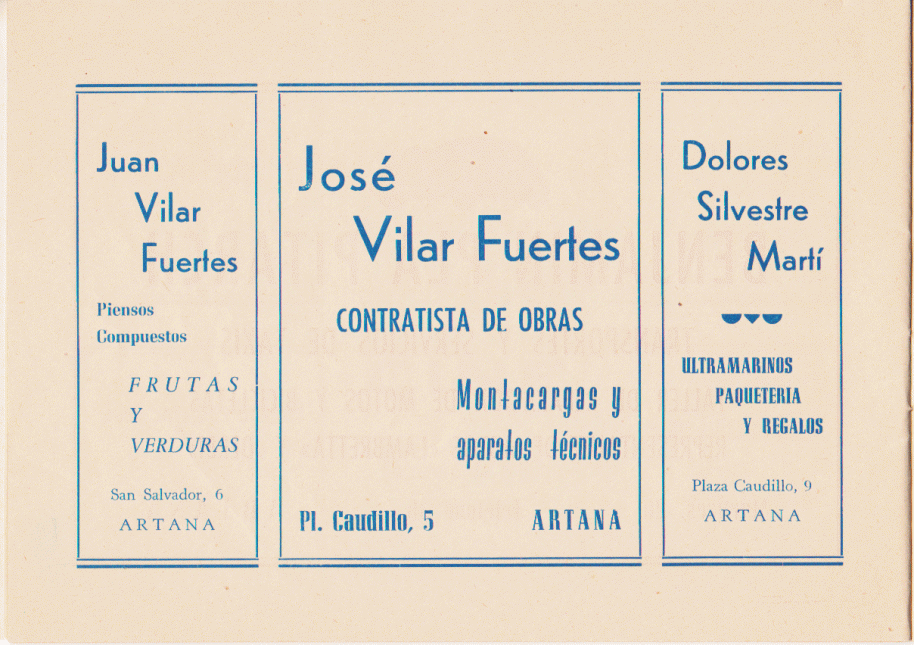 Juan
Vilar
Fuertes
Piensos
Compuestos
FRUTAS
Y
VERDURAS
San Salvador, 6
ARTANA
José
Vilar Fuertes
CONTRATISTA DE OBRAS
Montacargas y
aparatos técnicos
Pl. Caudillo, 5 ARTANA
Dolores
Silvestre
Martí
ULTRAMARINOS
PAQUETERIA
Y REGALOS
Plaza Caudillo, 9
ARTANA